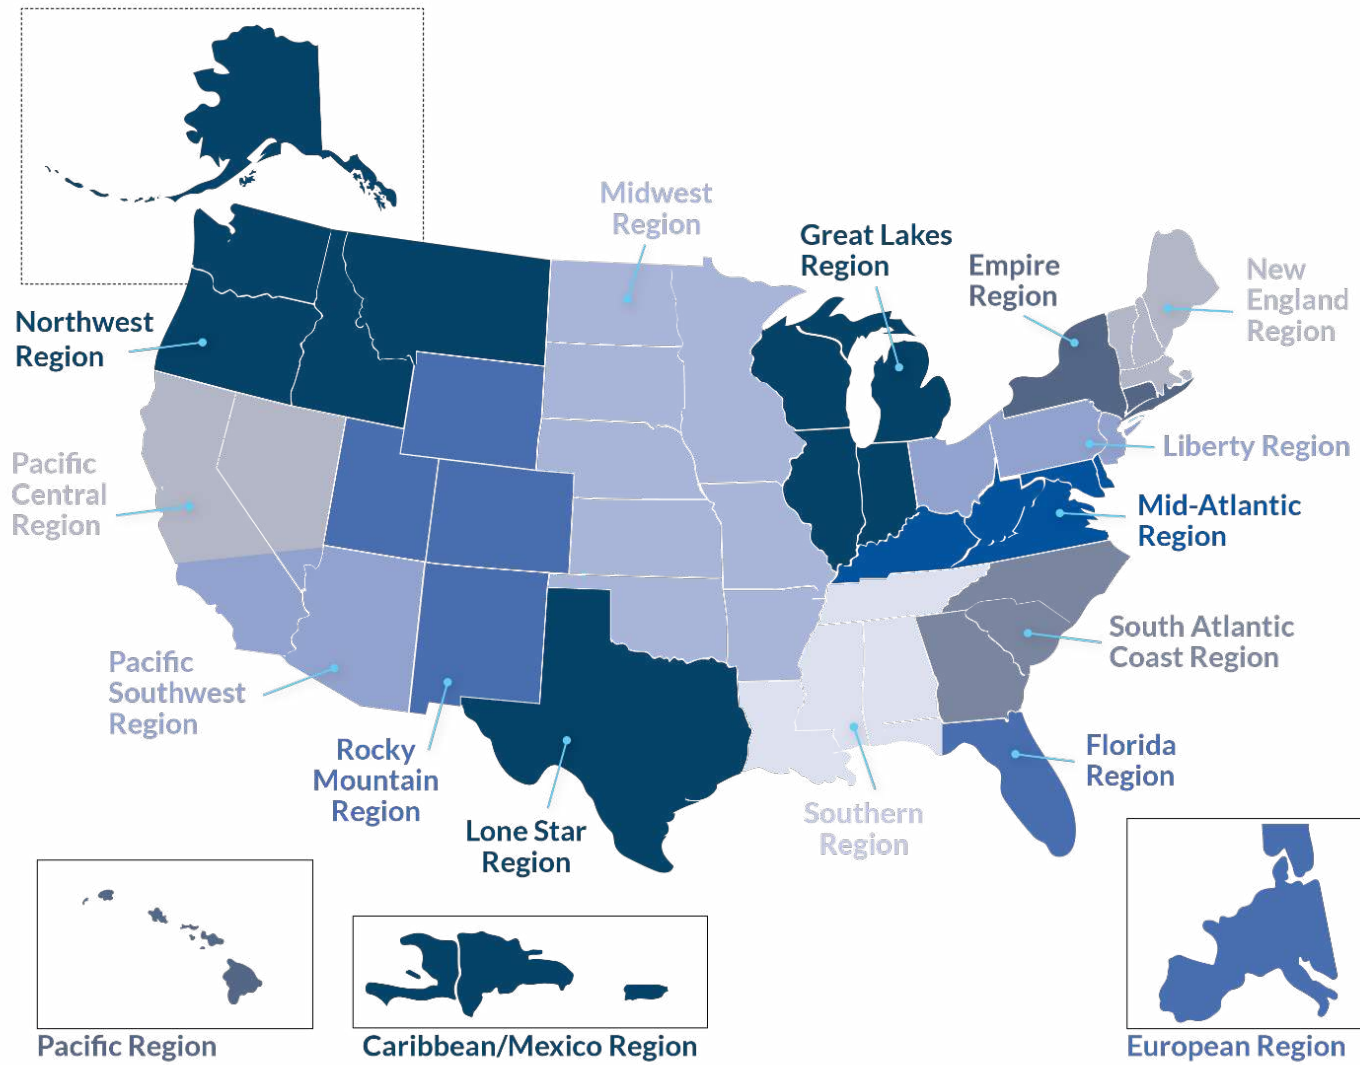 Midwest
Region
Great Lakes
Region
Empire
Region
New
England
Region
Northwest
Region
Liberty Region
Pacific
Central
Region
Mid-Atlantic
Region
South Atlantic
Coast Region
Pacific
Southwest
Region
Rocky
Mountain
Region
Florida
Region
Lone Star
Region
Southern
Region
Pacific Region
Caribbean/Mexico Region
European Region